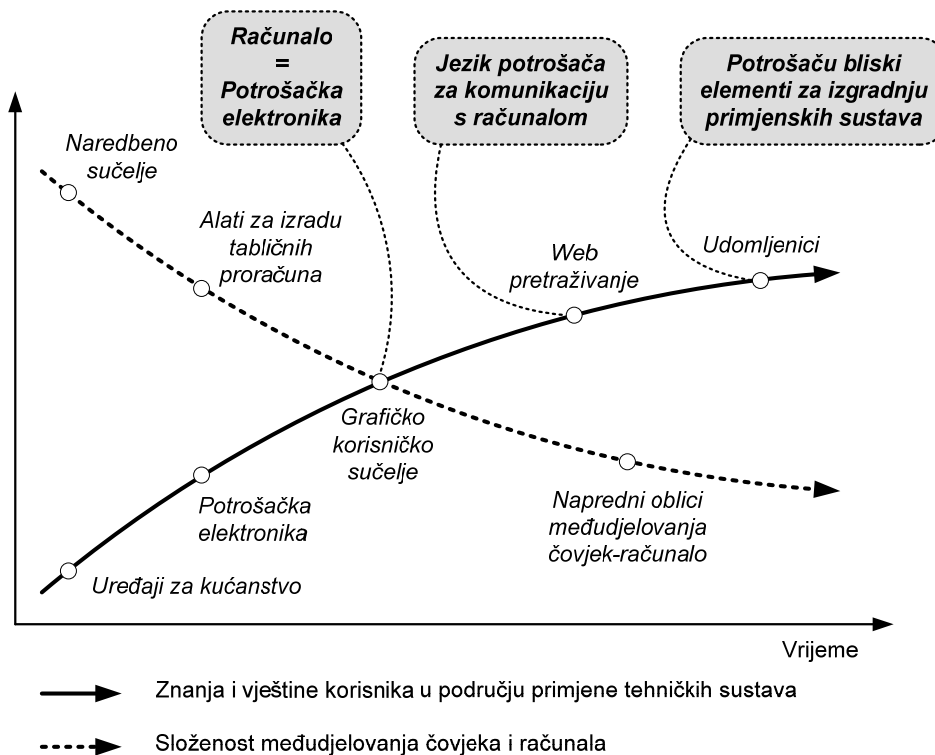 Računalo
=
Potrošačka
elektronika
Jezik potrošača
za komunikaciju
s računalom
Potrošaču bliski
elementi za izgradnju
primjenskih sustava
Naredbeno
sučelje
Alati za izradu
tabličnih
proračuna
Web
pretraživanje
Udomljenici
Grafičko
korisničko
sučelje
Potrošačka
elektronika
Napredni oblici
međudjelovanja
čovjek-računalo
Uređaji za kućanstvo
Vrijeme
Znanja i vještine korisnika u području primjene tehničkih sustava
Složenost međudjelovanja čovjeka i računala